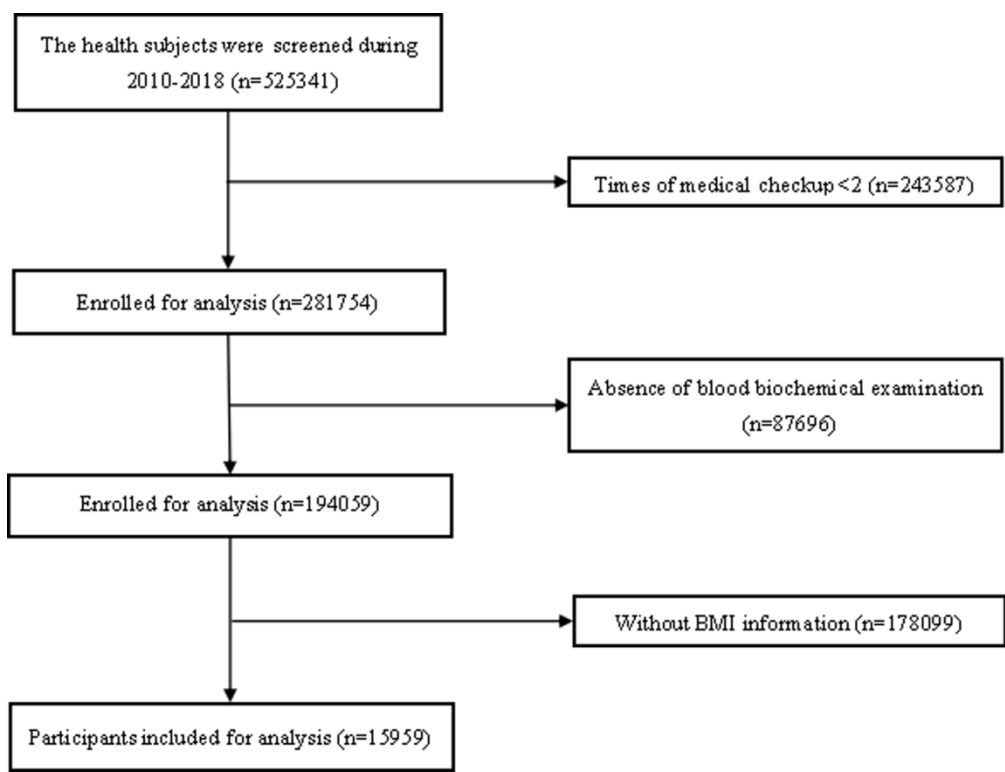 The health subjects were screened during
2010-2018 (n=525341)
Times of medical checkup <2 (n=243587)
Enrolled for analysis (n=281754)
Absence of blood biochemical examination
(n=87696)
Enrolled for analysis (n=194059)
Without BMI information (n=178099)
Participants included for analysis (n=15959)